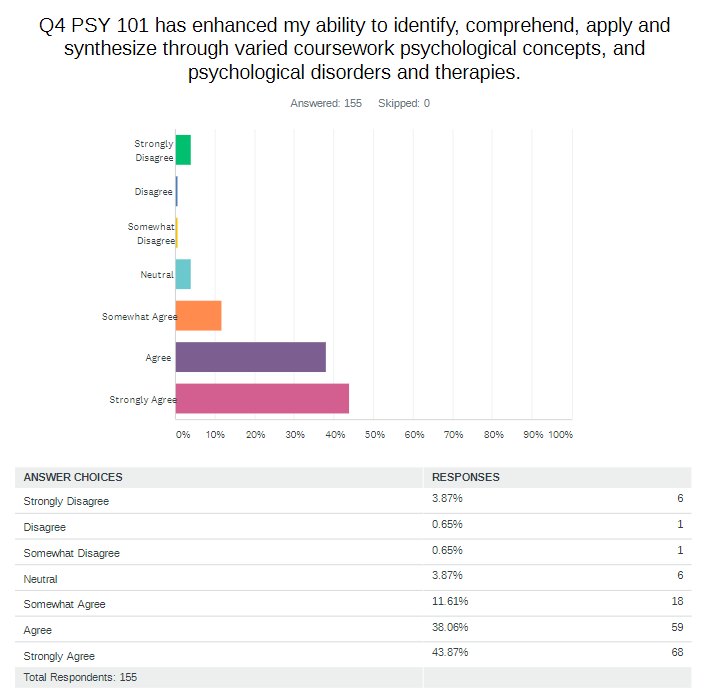 Q4 PSY 101 has enhanced my ability to identify, comprehend, apply and
synthesize through varied coursework psychological concepts, and
psychological disorders and therapies.
Answered: 155 Skipped: 0
Strongly
Disagree
Disagree
Somewhat
Disagree
Neutral
Somewhat Agree
Agree
Strongly Agree
0% 10% 20% 30% 40% 50% 60% 70% 80% 90% 100%
ANSWER CHOICES RESPONSES
Strongly Disagree 3.87% 6
Disagree 0.65% 1
Somewhat Disagree 0.65% 1
Neutral 3.87% 6
Somewhat Agree 11.61% 18
Agree 38.06% 59
Strongly Agree 43.87% 68
Total Respondents: 155